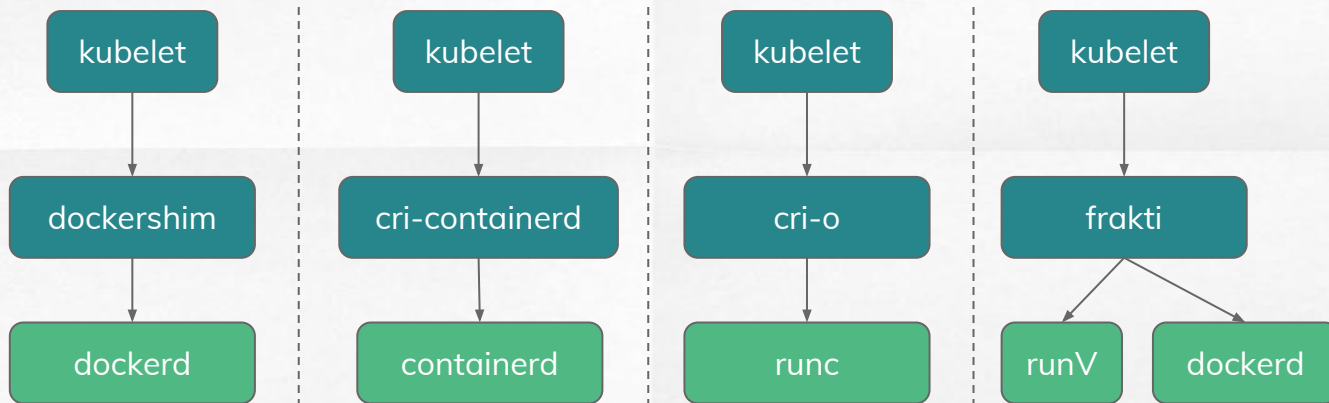 kubelet
kubelet
kubelet
kubelet
dockershim
cri-containerd
cri-o
frakti
dockerd
containerd
runc
runV
dockerd